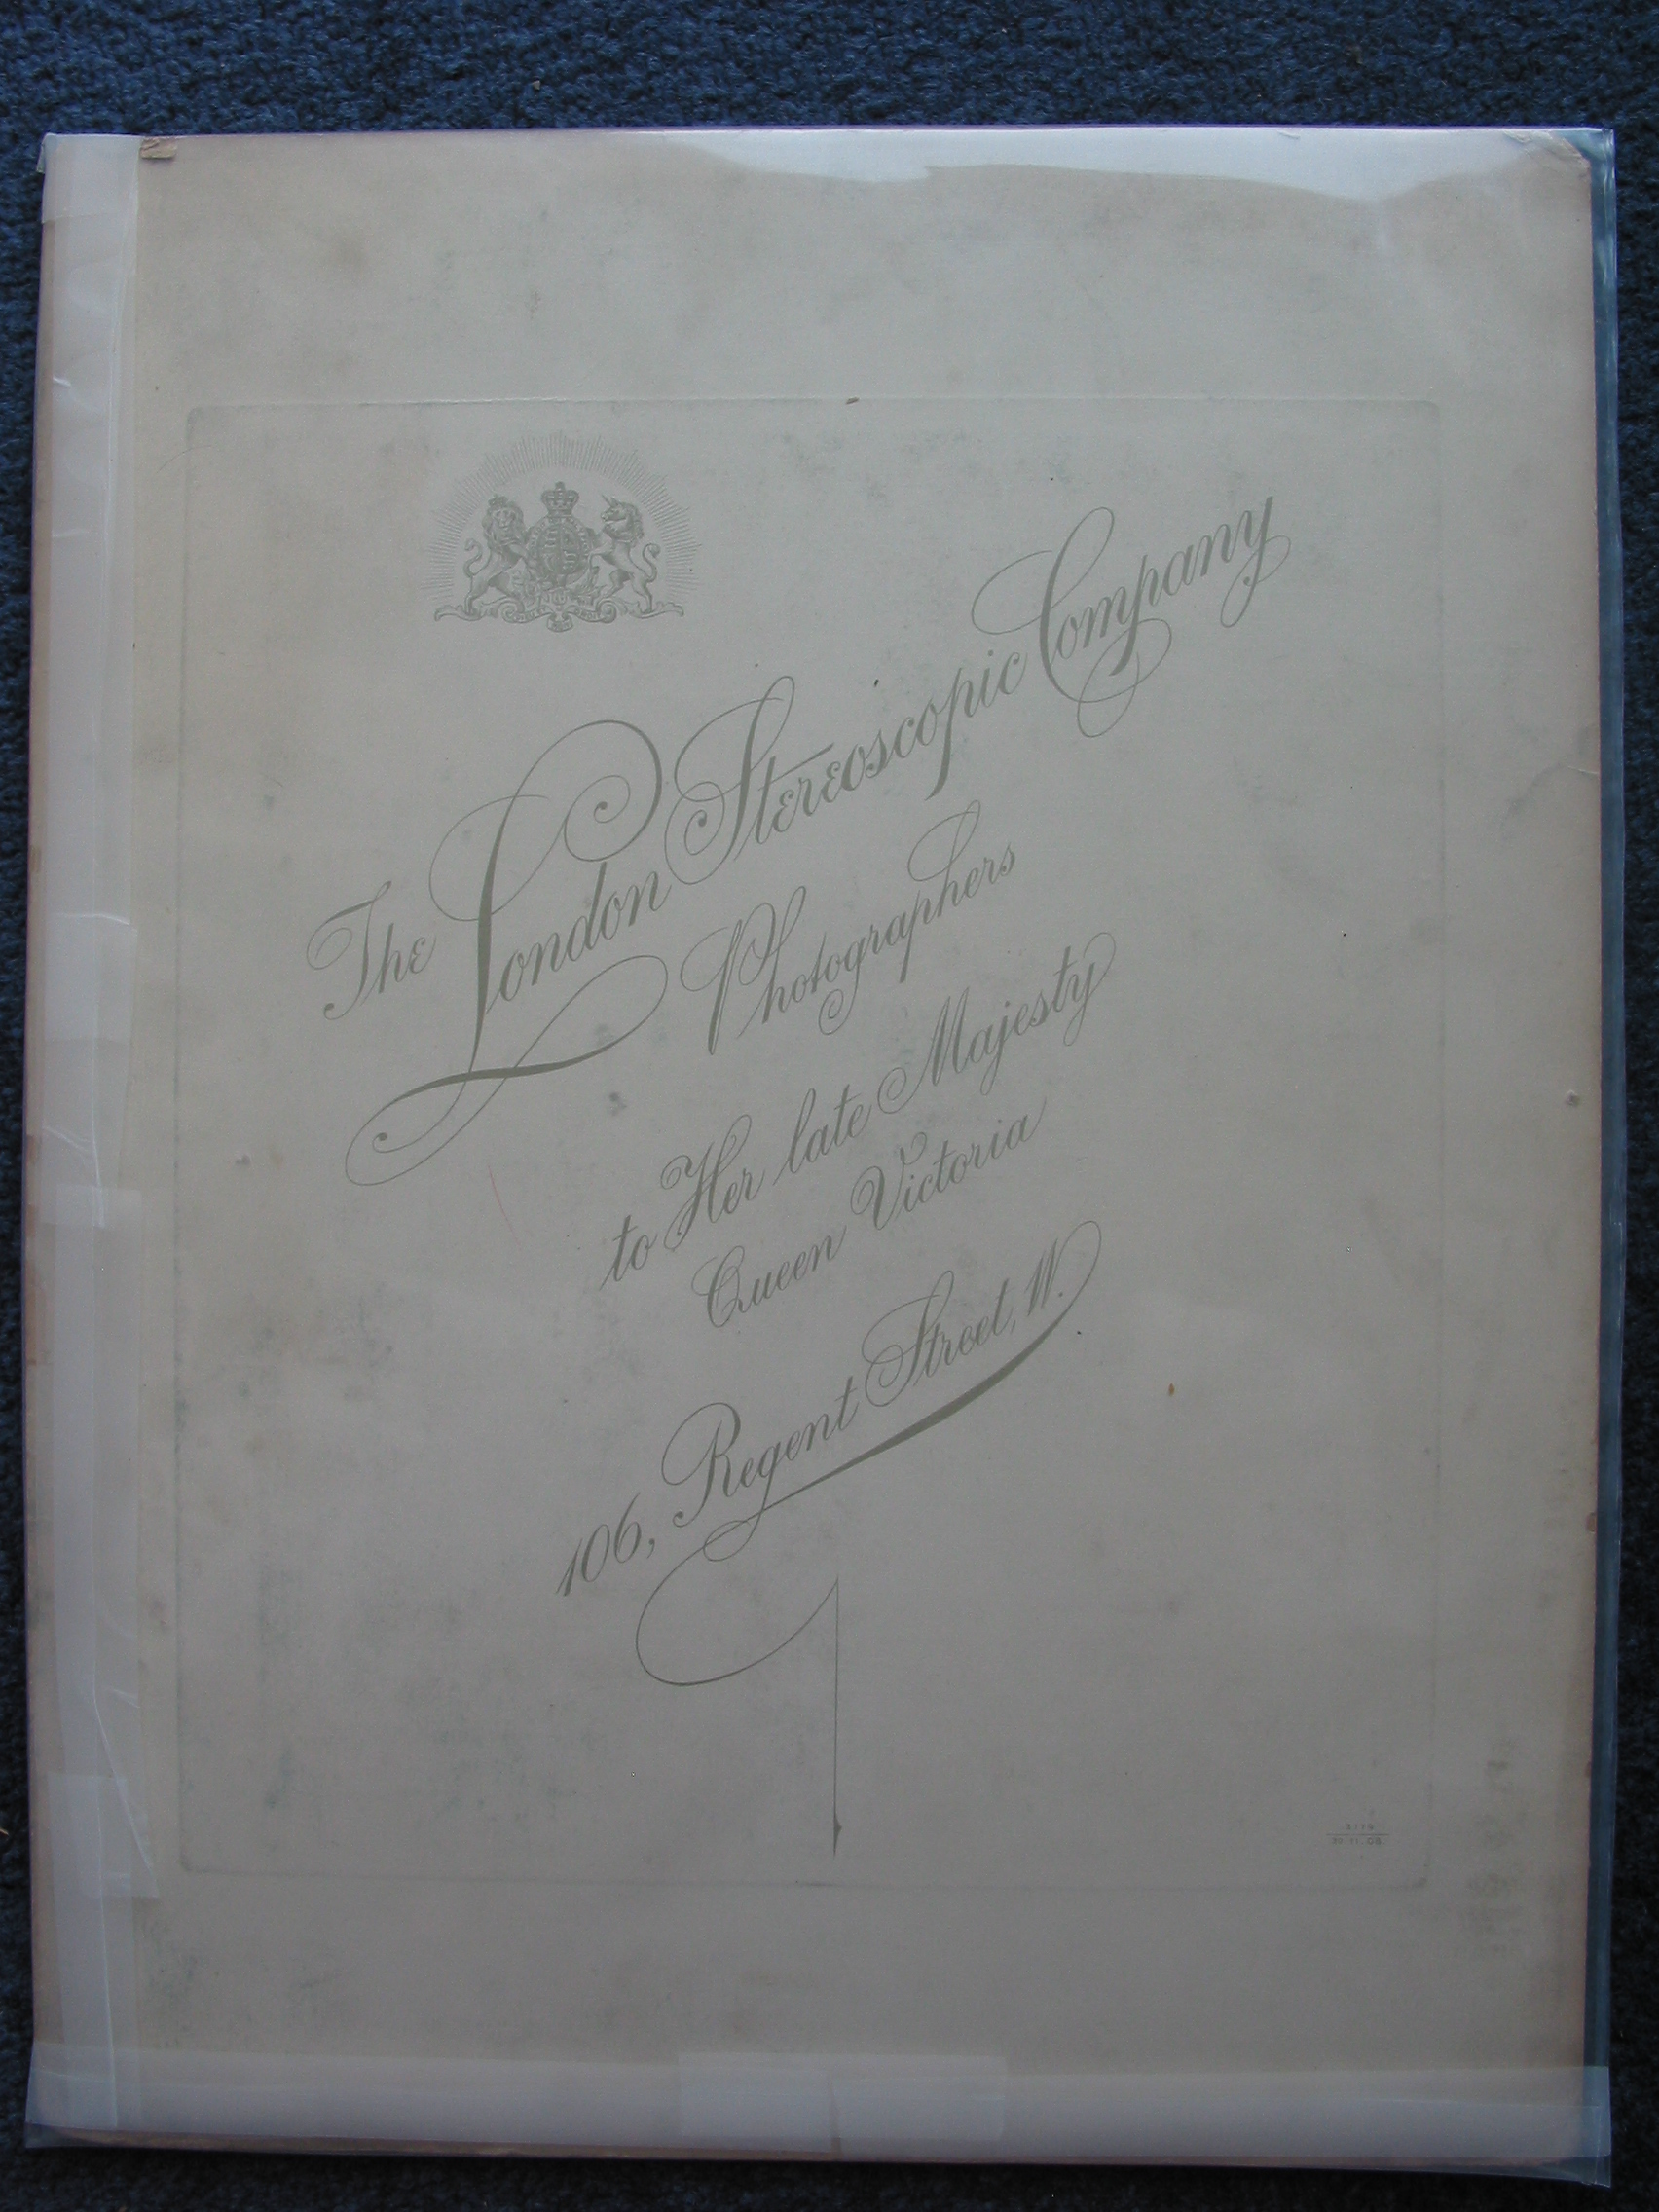 The London Stereoscopic Company
Photographers
to Her late Majesty
Queen Victoria
106, Regent Street, W.